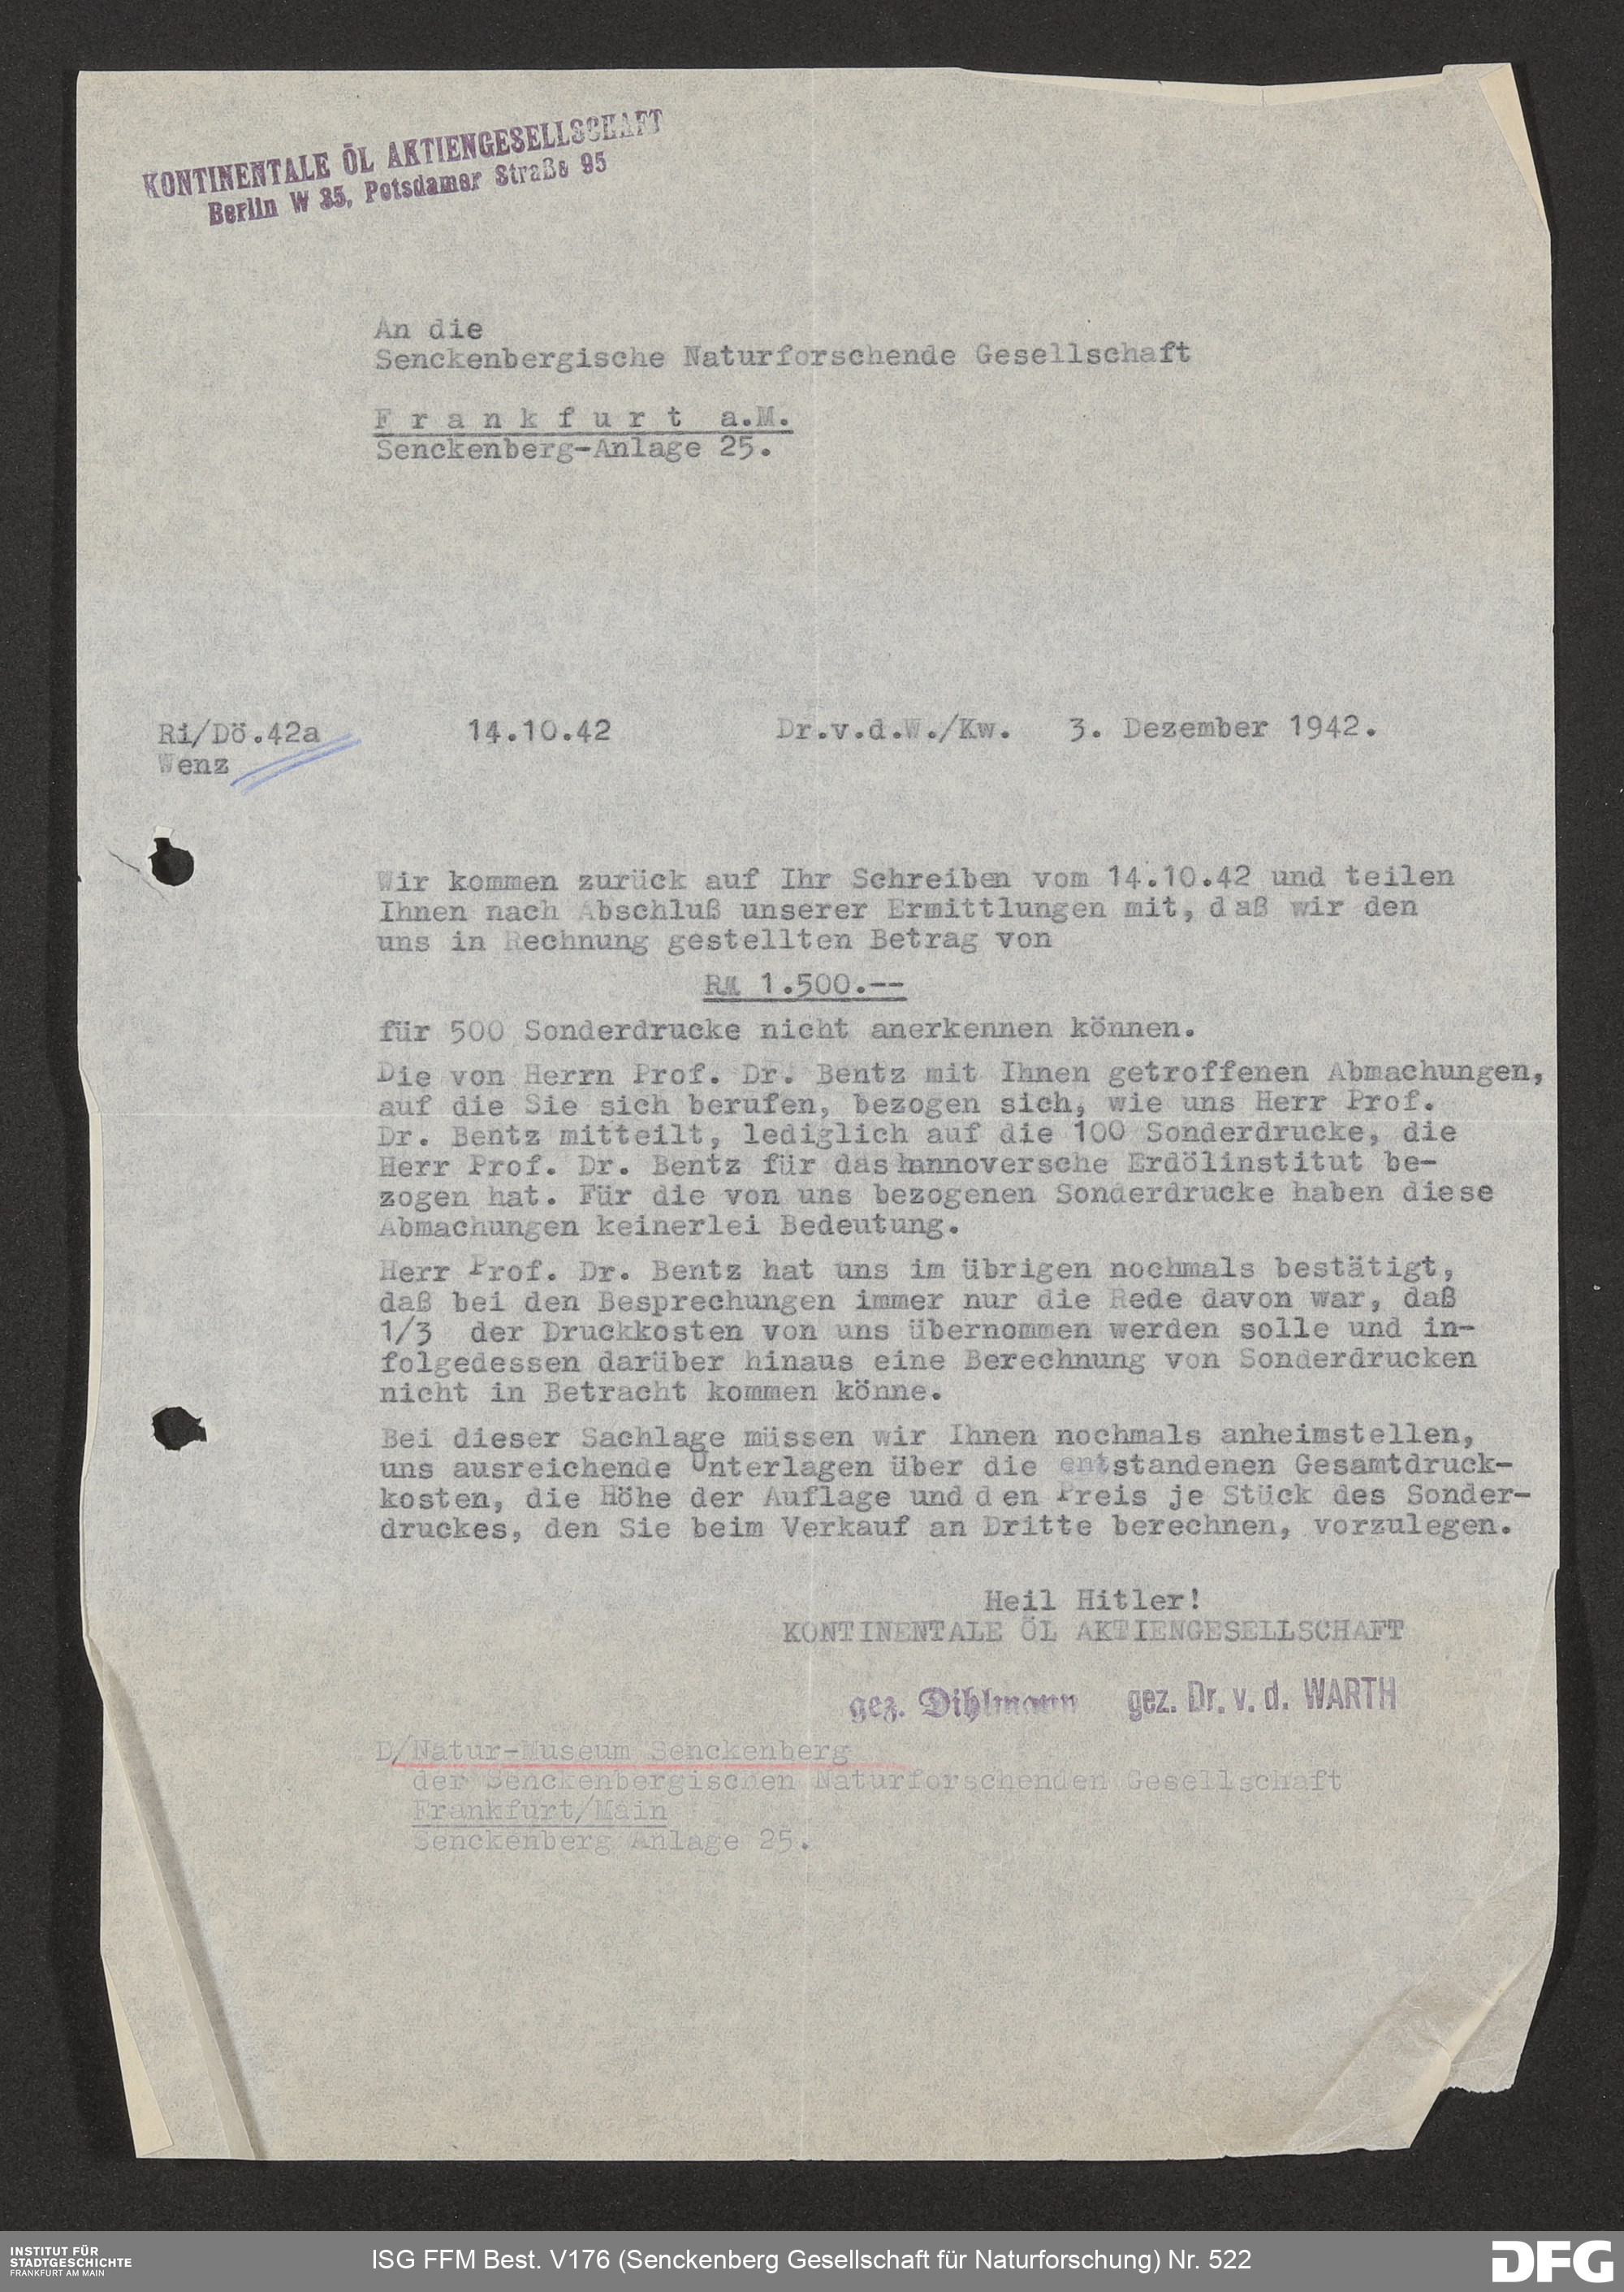 KONTINENTALE ÖL AKTIENGESELLSCHAFT
Berlin W 35, Potsdamer Straße 95
An die
Senckenbergische Naturforschende Gesellschaft
F r a n k f u r t a.M.
Senckenberg-Anlage 25.
Ri/Dö.42a 14.10.42 Dr.v.d.W./Kw. 3. Dezember 1942.
Wenz
Wir kommen zurück auf Ihr Schreiben vom 14.10.42 und teilen
Ihnen nach Abschluß unserer Ermittlungen mit, daß wir den
uns in Rechnung gestellten Betrag von
RM 1.500.--
für 500 Sonderdrucke nicht anerkennen können.
Die von Herrn Prof. Dr. Bentz mit Ihnen getroffenen Abmachungen,
auf die Sie sich berufen, bezogen sich, wie uns Herr Prof.
Dr. Bentz mitteilt, lediglich auf die 100 Sonderdrucke, die
Herr Prof. Dr. Bentz für das hannoversche Erdölinstitut be-
zogen hat. Für die von uns bezogenen Sonderdrucke haben diese
Abmachungen keinerlei Bedeutung.
Herr Prof. Dr. Bentz hat uns im übrigen nochmals bestätigt,
daß bei den Besprechungen immer nur die Rede davon war, daß
1/3 der Druckkosten von uns übernommen werden solle und in-
folgedessen darüber hinaus eine Berechnung von Sonderdrucken
nicht in Betracht kommen könne.
Bei dieser Sachlage müssen wir Ihnen nochmals anheimstellen,
uns ausreichende Unterlagen über die entstandenen Gesamtdruck-
kosten, die Höhe der Auflage und den Preis je Stück des Sonder-
druckes, den Sie beim Verkauf an Dritte berechnen, vorzulegen.
Heil Hitler!
KONTINENTALE ÖL AKTIENGESELLSCHAFT
gez. Dihlmann gez. Dr. v. d. WARTH
D/Natur-Museum Senckenberg
der Senckenbergischen Naturforschenden Gesellschaft
Frankfurt/Main
Senckenberg Anlage 25.
INSTITUT FÜR
STADTGESCHICHTE
FRANKFURT AM MAIN
ISG FFM Best. V176 (Senckenberg Gesellschaft für Naturforschung) Nr. 522
DFG